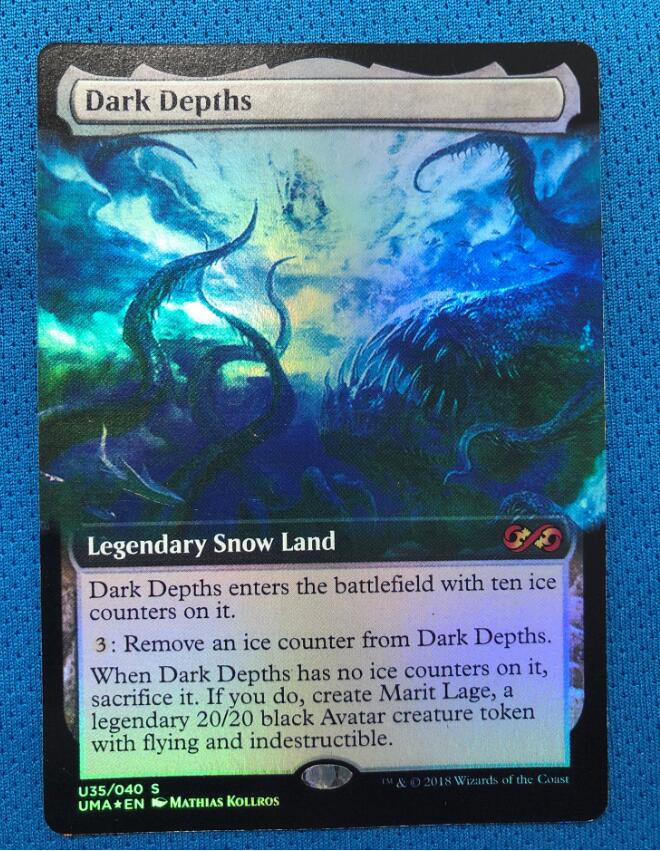 Dark Depths
Legendary Snow Land
Dark Depths enters the battlefield with ten ice
counters on it.
3: Remove an ice counter from Dark Depths.
When Dark Depths has no ice counters on it,
sacrifice it. If you do, create Marit Lage, a
legendary 20/20 black Avatar creature token
with flying and indestructible.
U35/040 S
™ & © 2018 Wizards of the Coast
UMA★EN MATHIAS KOLLROS